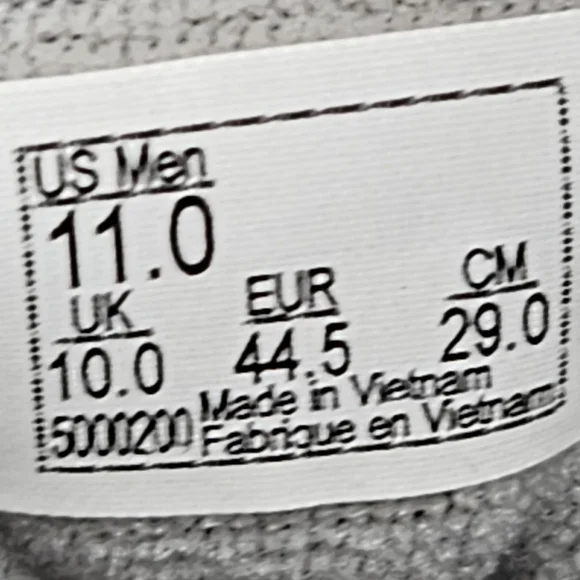 US Men
11.0
UK EUR CM
10.0 44.5 29.0
5000200 Made in Vietnam
Fabrique en Vietnam